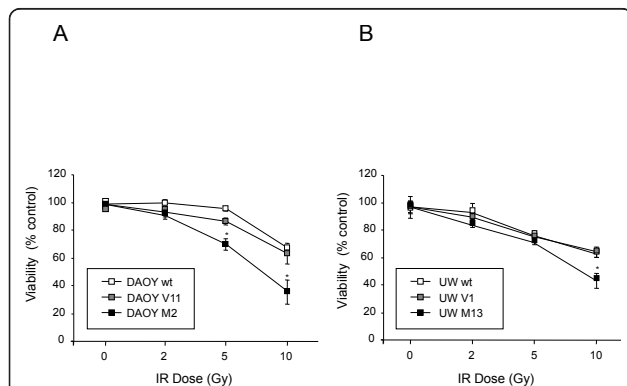 A
B
120
100
80
60
40
20
0
Viability (% control)
*
*
DAOY wt
DAOY V11
DAOY M2
0 2 5 10
IR Dose (Gy)
120
100
80
60
40
20
0
Viability (% control)
*
UW wt
UW V1
UW M13
0 2 5 10
IR Dose (Gy)